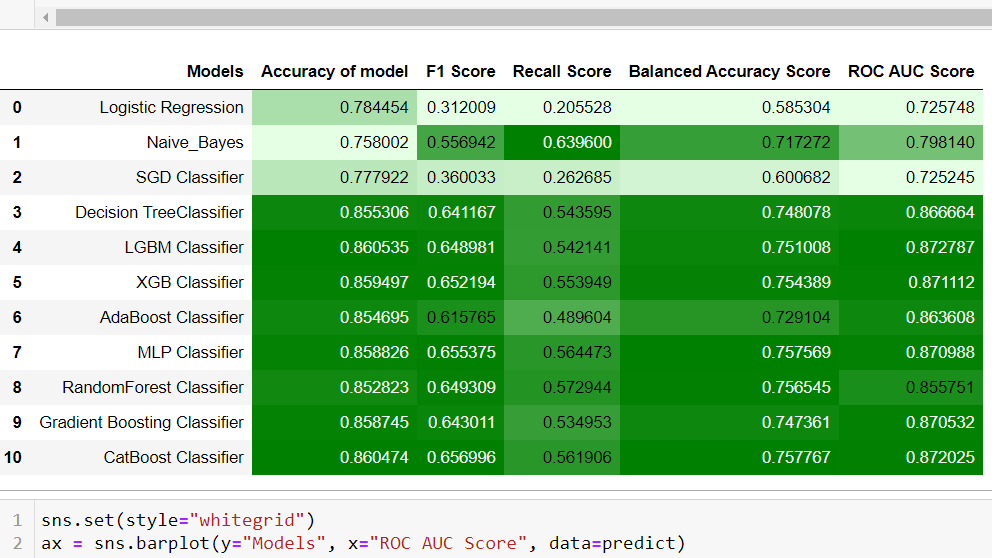 Models Accuracy of model F1 Score Recall Score Balanced Accuracy Score ROC AUC Score
0 Logistic Regression 0.784454 0.312009 0.205528 0.585304 0.725748
1 Naive_Bayes 0.758002 0.556942 0.639600 0.717272 0.798140
2 SGD Classifier 0.777922 0.360033 0.262685 0.600682 0.725245
3 Decision TreeClassifier 0.855306 0.641167 0.543595 0.748078 0.866664
4 LGBM Classifier 0.860535 0.648981 0.542141 0.751008 0.872787
5 XGB Classifier 0.859497 0.652194 0.553949 0.754389 0.871112
6 AdaBoost Classifier 0.854695 0.615765 0.489604 0.729104 0.863608
7 MLP Classifier 0.858826 0.655375 0.564473 0.757569 0.870988
8 RandomForest Classifier 0.852823 0.649309 0.572944 0.756545 0.855751
9 Gradient Boosting Classifier 0.858745 0.643011 0.534953 0.747361 0.870532
10 CatBoost Classifier 0.860474 0.656996 0.561906 0.757767 0.872025
1 sns.set(style="whitegrid")
2 ax = sns.barplot(y="Models", x="ROC AUC Score", data=predict)